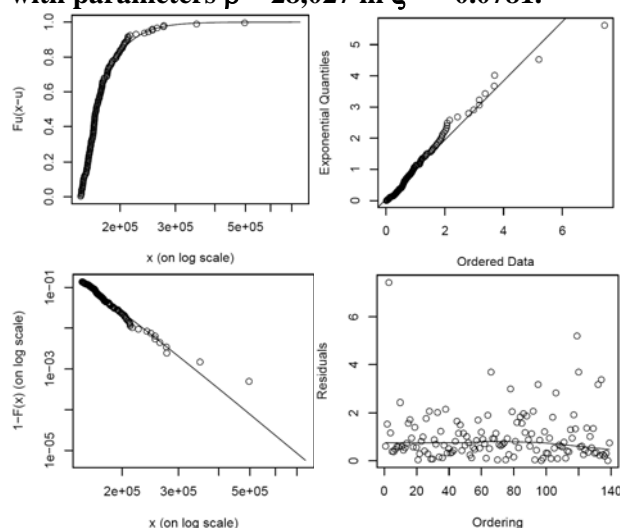 with parameters β = 28,027 in ξ = 0.0781.
Fu(x-u)
0.0 0.2 0.4 0.6 0.8 1.0
2e+05 3e+05 5e+05
x (on log scale)
Exponential Quantiles
0 1 2 3 4 5
0 2 4 6
Ordered Data
1-F(x) (on log scale)
1e-05 1e-03 1e-01
2e+05 3e+05 5e+05
x (on log scale)
Residuals
0 2 4 6
0 20 40 60 80 100 140
Ordering